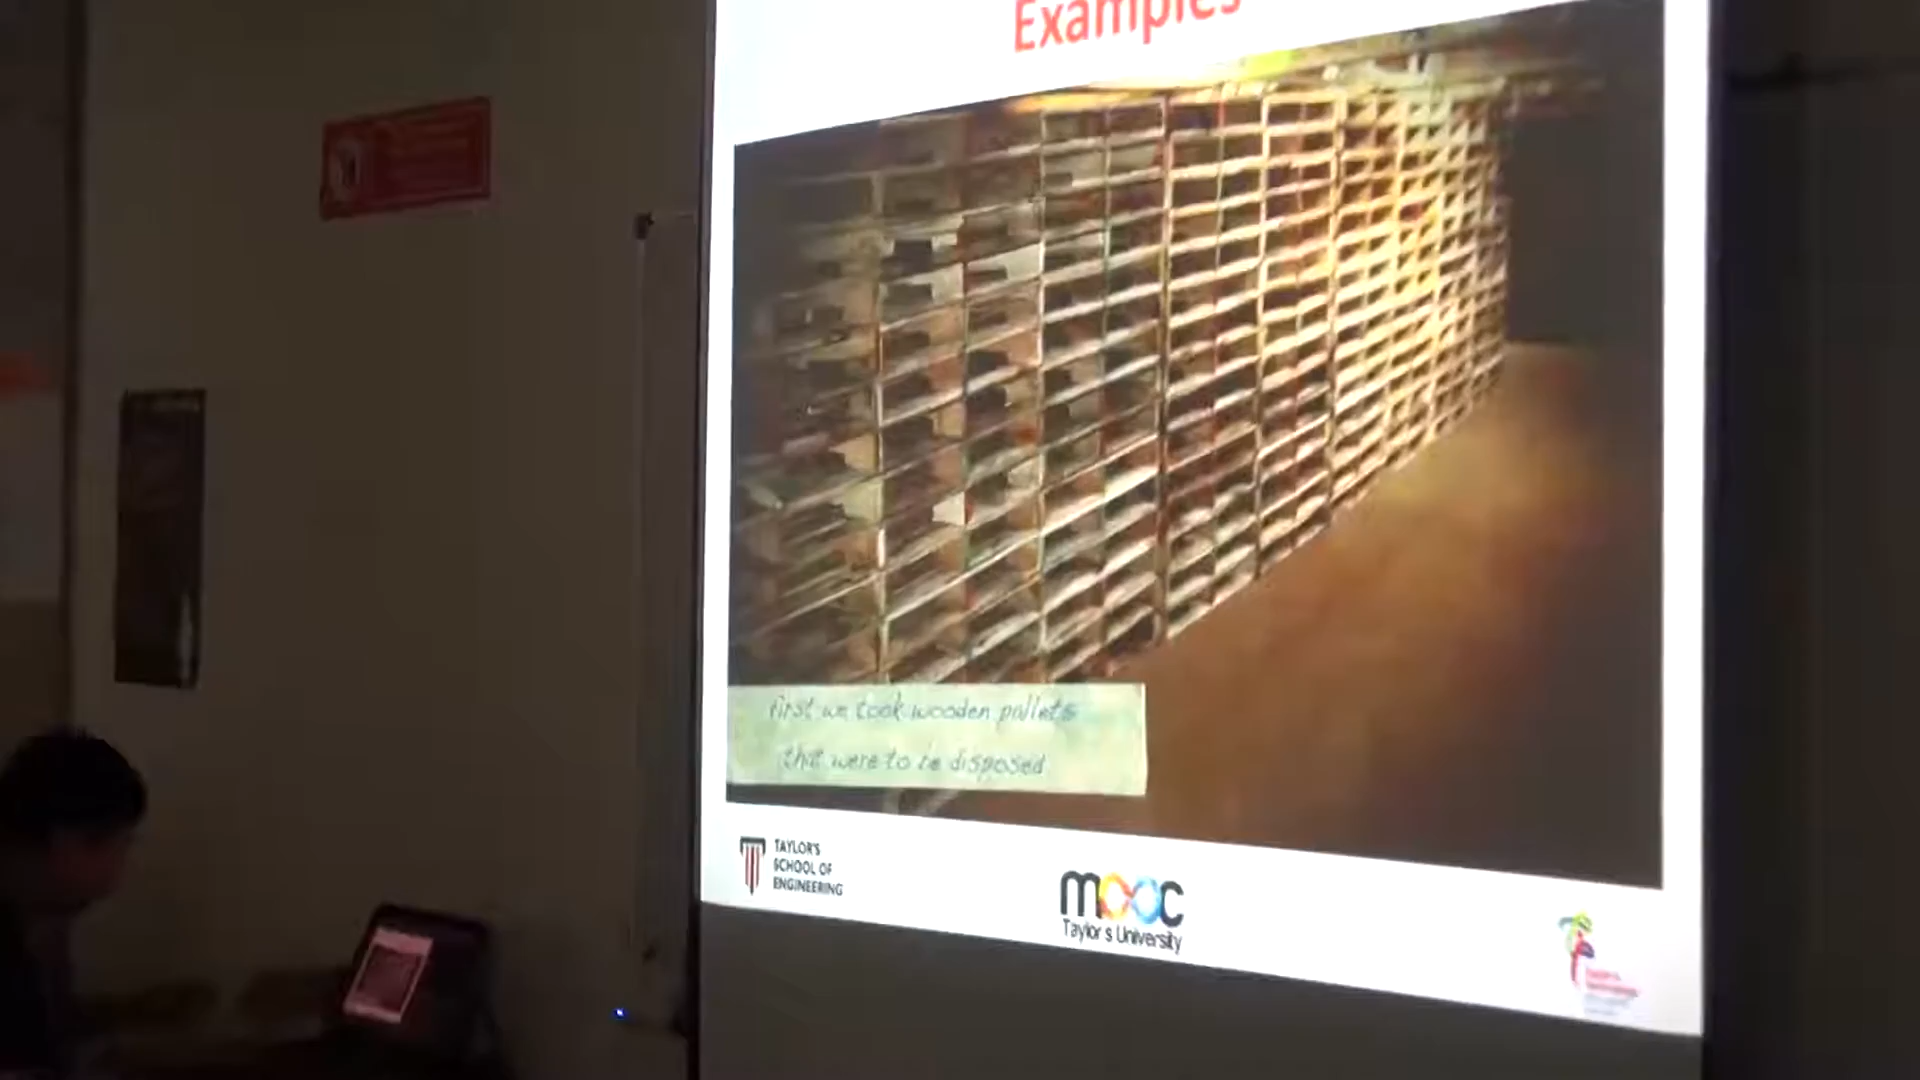 Examples
First we took wooden pallets
that were to be disposed
TAYLOR'S
SCHOOL OF
ENGINEERING
mooc
Taylor s University